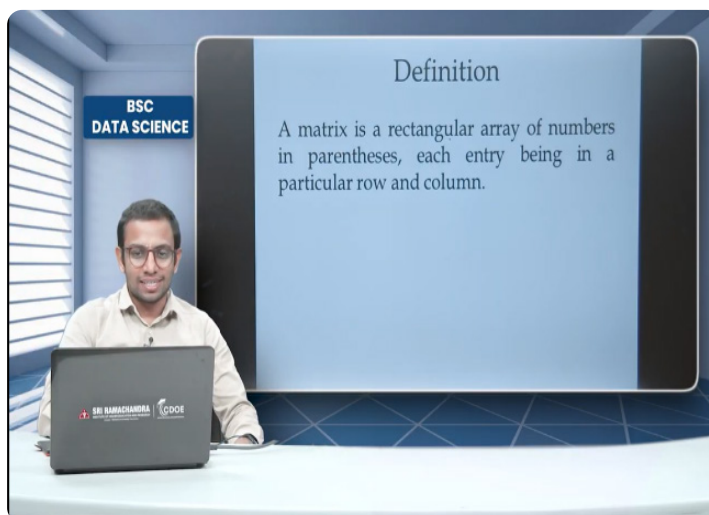 Definition
BSC
DATA SCIENCE
A matrix is a rectangular array of numbers
in parentheses, each entry being in a
particular row and column.
SRI RAMACHANDRA
CDOE